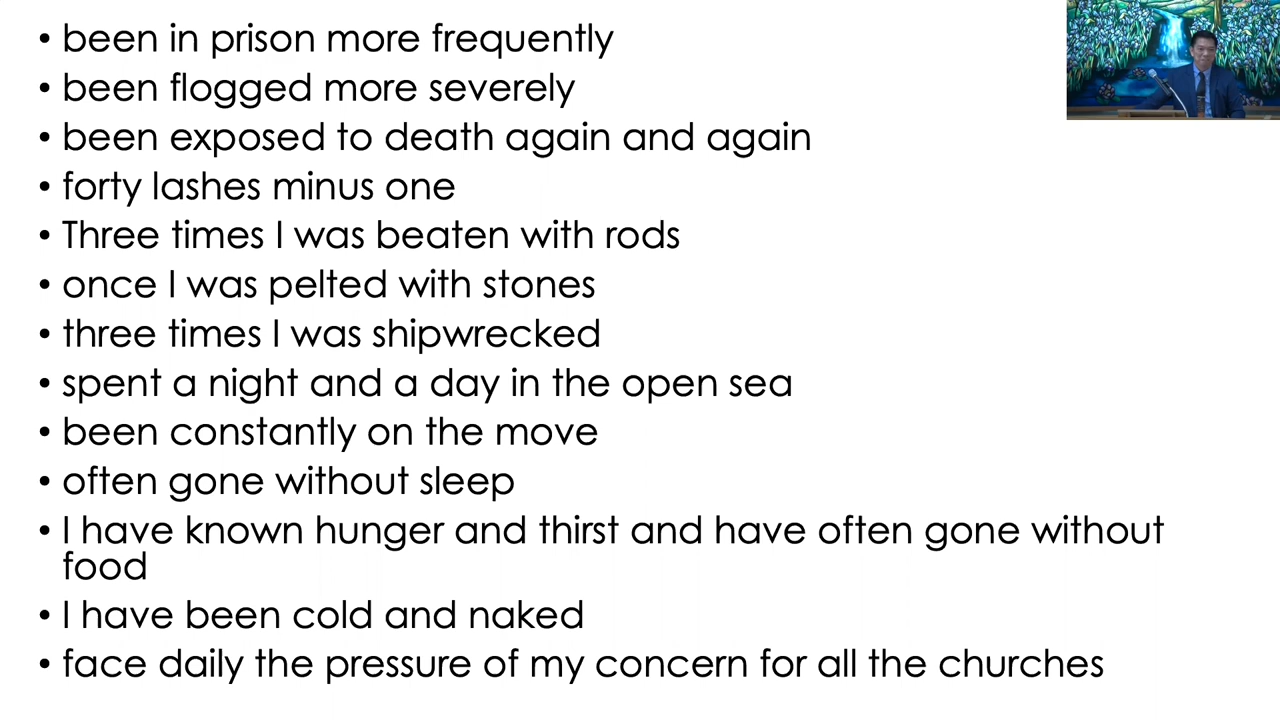 • been in prison more frequently
• been flogged more severely
• been exposed to death again and again
• forty lashes minus one
• Three times I was beaten with rods
• once I was pelted with stones
• three times I was shipwrecked
• spent a night and a day in the open sea
• been constantly on the move
• often gone without sleep
• I have known hunger and thirst and have often gone without
food
• I have been cold and naked
• face daily the pressure of my concern for all the churches